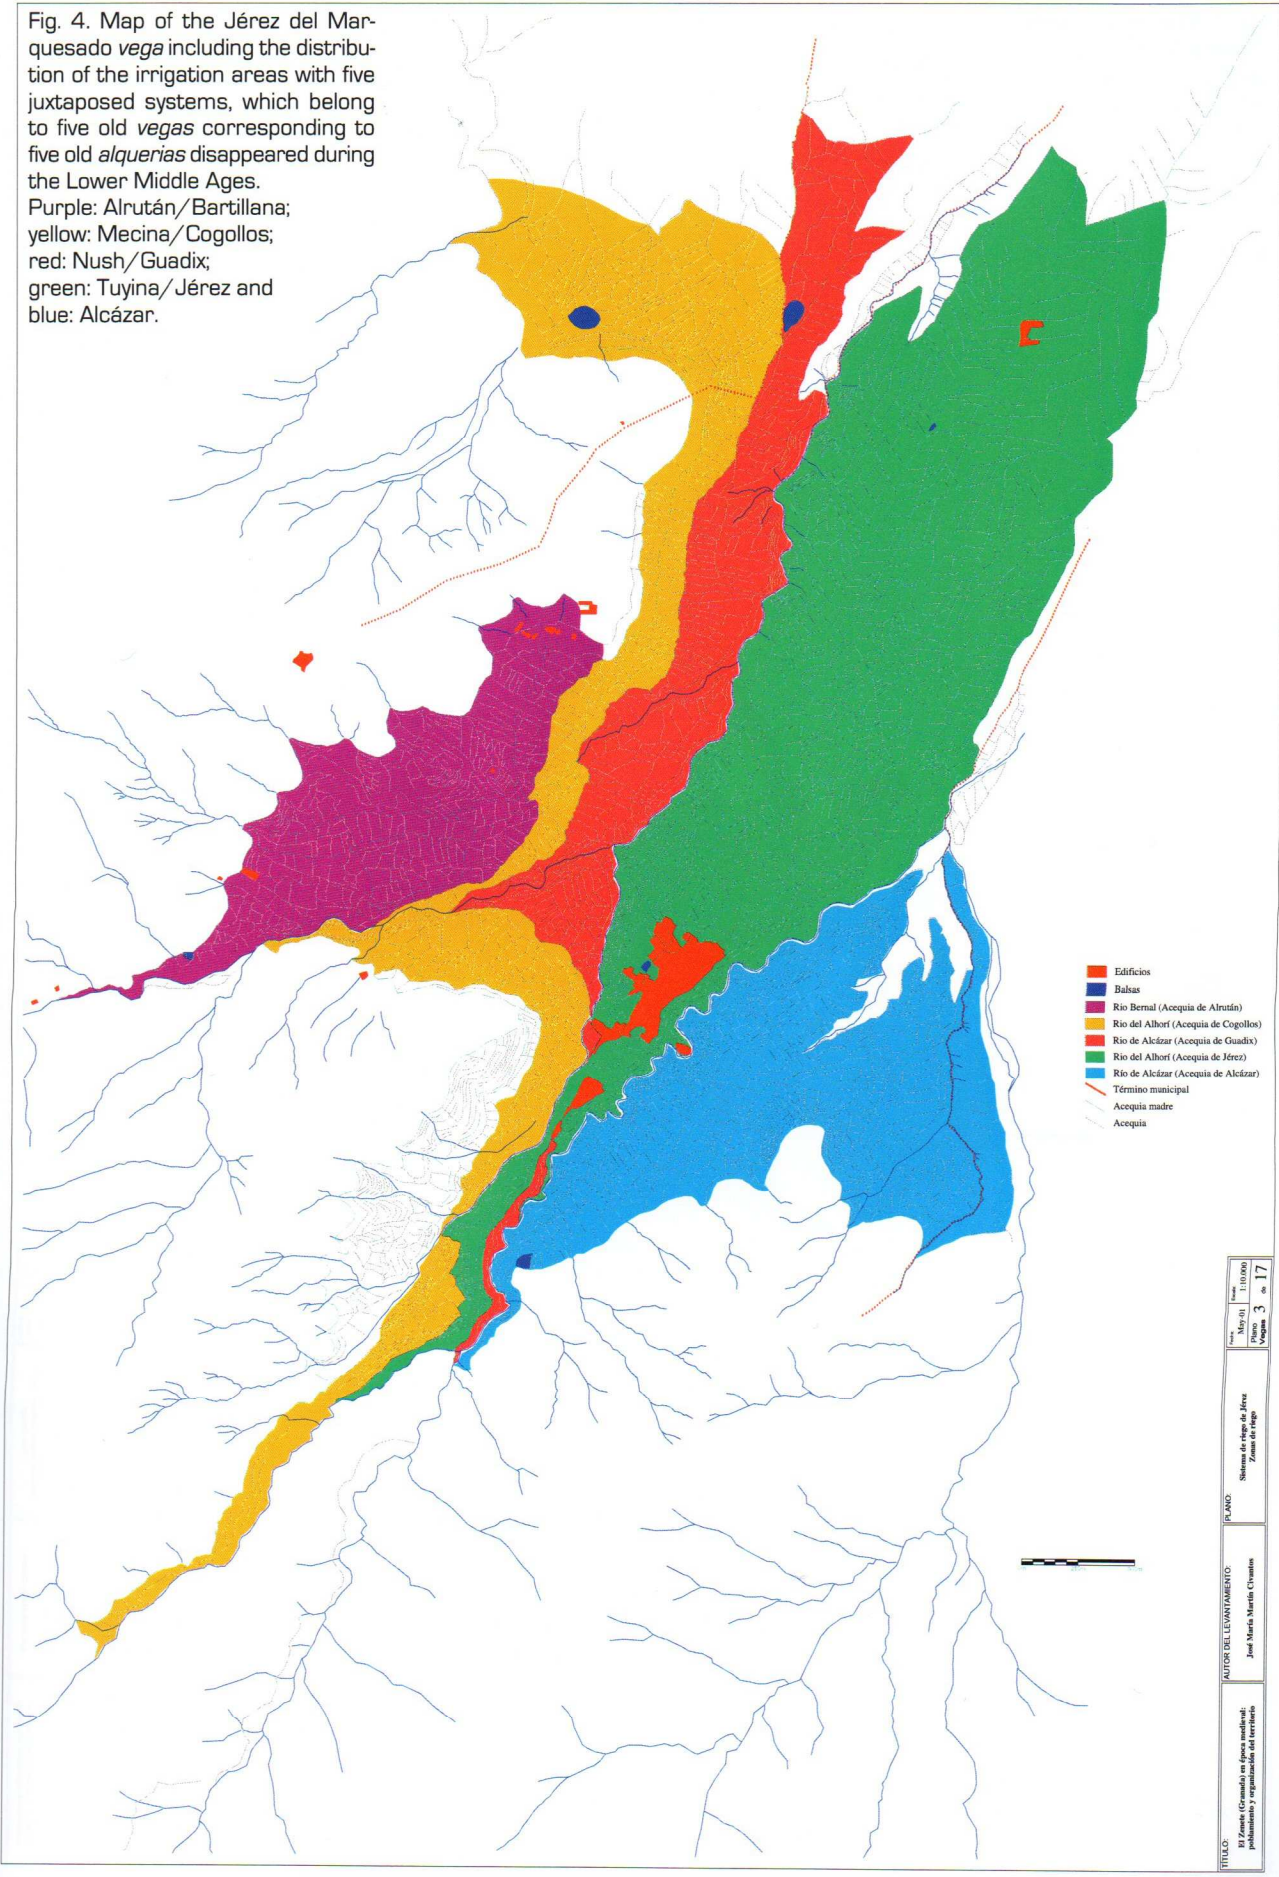 Fig. 4. Map of the Jérez del Mar-
quesado vega including the distribu-
tion of the irrigation areas with five
juxtaposed systems, which belong
to five old vegas corresponding to
five old alquerias disappeared during
the Lower Middle Ages.
Purple: Alrután/Bartillana;
yellow: Mecina/Cogollos;
red: Nush/Guadix;
green: Tuyina/Jérez and
blue: Alcázar.
Edificios
Balsas
Rio Bernal (Acequia de Alrután)
Rio del Alhorí (Acequia de Cogollos)
Rio de Alcázar (Acequia de Guadix)
Rio del Alhorí (Acequia de Jérez)
Río de Alcázar (Acequia de Alcázar)
Término municipal
Acequia madre
Acequia
TÍTULO:
El Zenete (Granada) en época medieval:
poblamiento y organización del territorio
AUTOR DEL LEVANTAMIENTO:
José María Martín Civantos
PLANO:
Sistema de riego de Jérez
Zonas de riego
May-01
1:10.000
Plano
Vegas 3 de 17